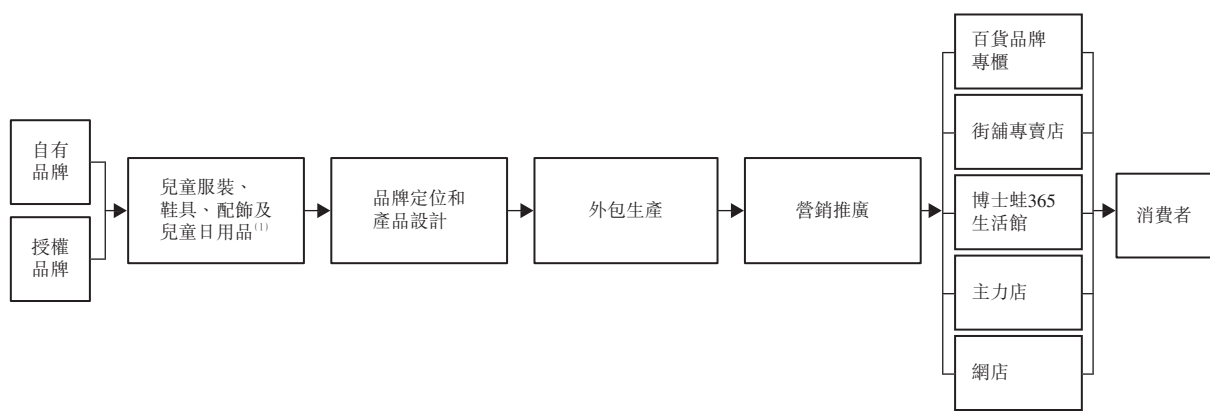 自有
品牌
授權
品牌
兒童服裝、
鞋具、配飾及
兒童日用品(1)
品牌定位和
產品設計
外包生產
營銷推廣
百貨品牌
專櫃
街舖專賣店
博士蛙365
生活館
主力店
網店
消費者